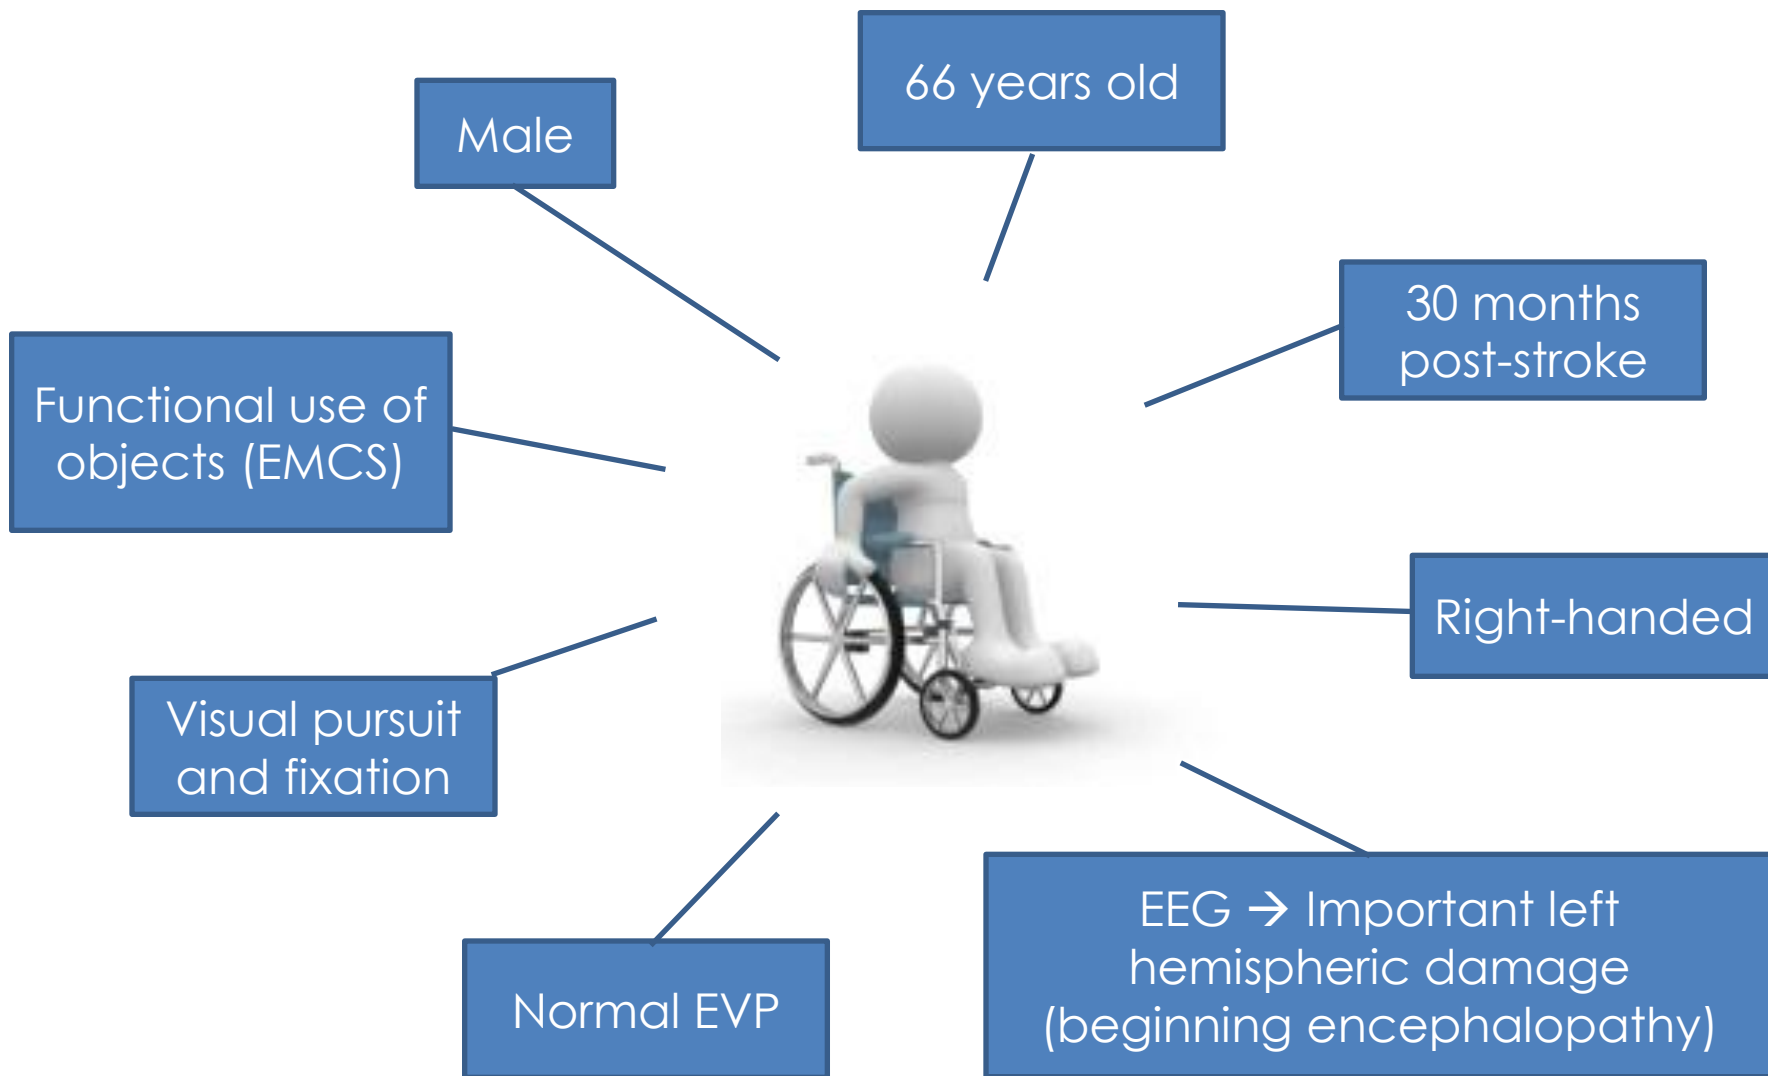 66 years old
Male
30 months
post-stroke
Functional use of
objects (EMCS)
Right-handed
Visual pursuit
and fixation
EEG → Important left
hemispheric damage
(beginning encephalopathy)
Normal EVP